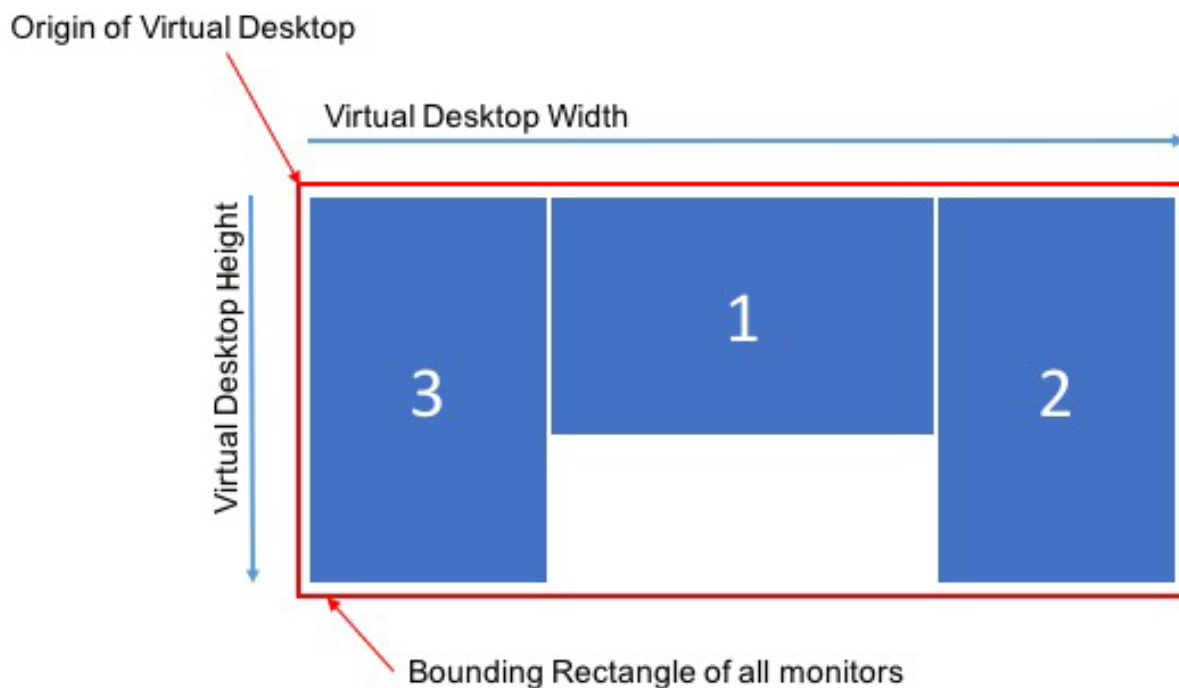 Origin of Virtual Desktop
Virtual Desktop Width
Virtual Desktop Height
3
1
2
Bounding Rectangle of all monitors